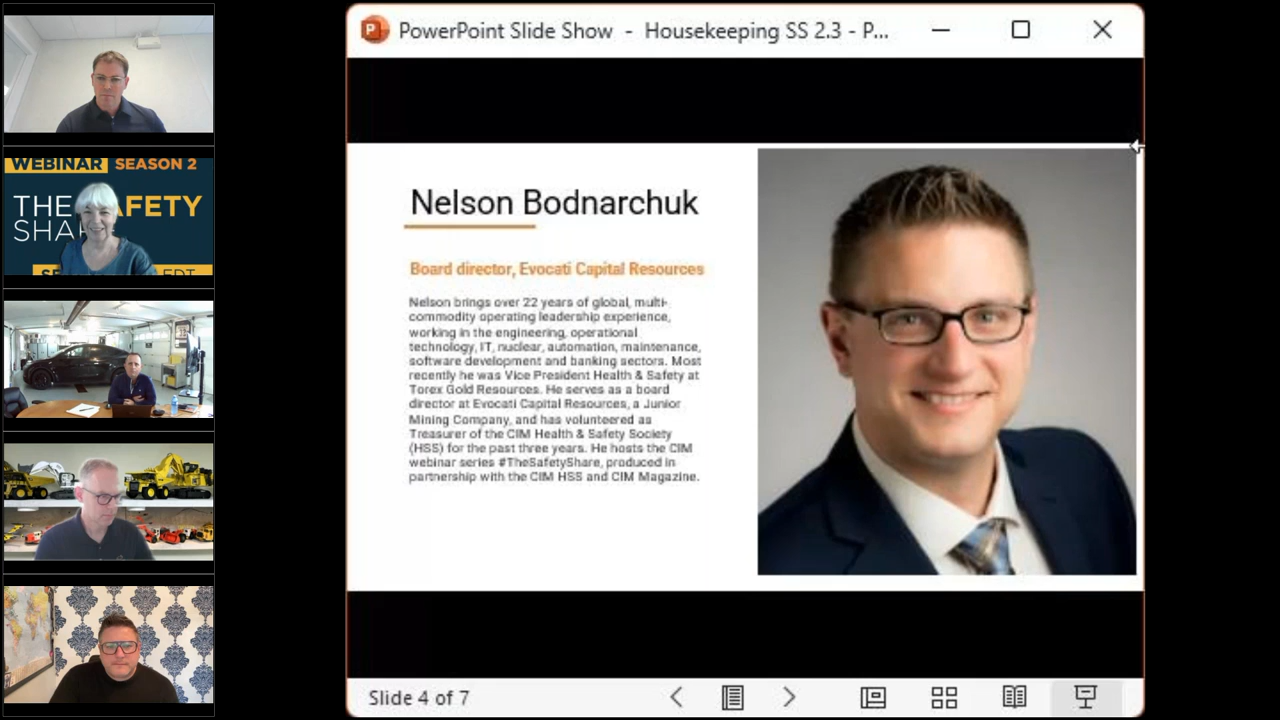 WEBINAR SEASON 2
THE
SHA
AFETY
EDT
PowerPoint Slide Show - Housekeeping SS 2.3 - P...
Nelson Bodnarchuk
Board director, Evocati Capital Resources
Nelson brings over 22 years of global, multi-
commodity operating leadership experience,
working in the engineering, operational
technology, IT, nuclear, automation, maintenance,
software development and banking sectors. Most
recently he was Vice President Health & Safety at
Torex Gold Resources. He serves as a board
director at Evocati Capital Resources, a Junior
Mining Company, and has volunteered as
Treasurer of the CIM Health & Safety Society
(HSS) for the past three years. He hosts the CIM
webinar series #TheSafetyShare, produced in
partnership with the CIM HSS and CIM Magazine.
Slide 4 of 7